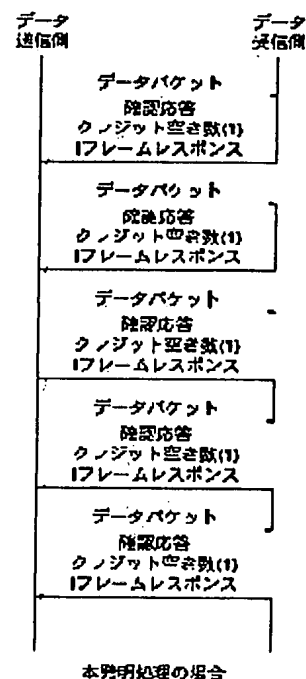 データ
送信側
データ
受信側
データパケット
確認応答
クレジット空き数(1)
Iフレームレスポンス
データパケット
確認応答
クレジット空き数(1)
Iフレームレスポンス
データパケット
確認応答
クレジット空き数(1)
Iフレームレスポンス
データパケット
確認応答
クレジット空き数(1)
Iフレームレスポンス
データパケット
確認応答
クレジット空き数(1)
Iフレームレスポンス
本発明処理の場合